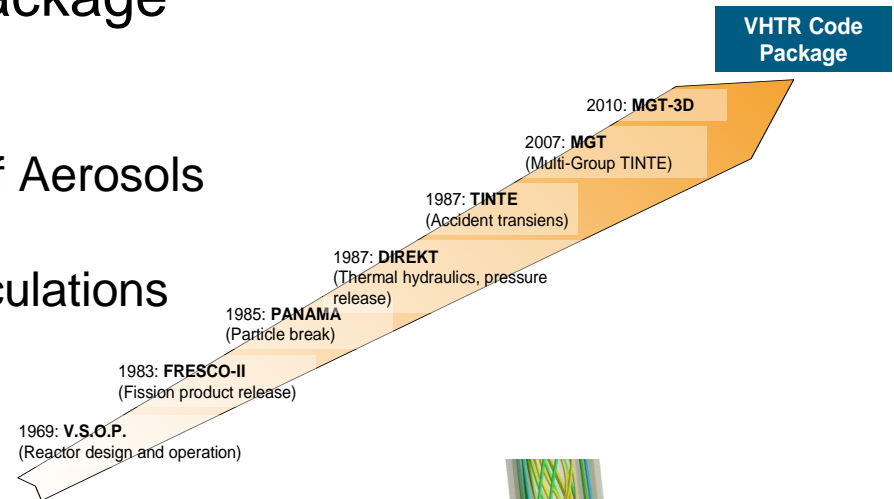 ackage
VHTR Code
Package
2010: MGT-3D
2007: MGT
(Multi-Group TINTE)
f Aerosols
1987: TINTE
(Accident transiens)
1987: DIREKT
(Thermal hydraulics, pressure
release)
culations
1985: PANAMA
(Particle break)
1983: FRESCO-II
(Fission product release)
1969: V.S.O.P.
(Reactor design and operation)